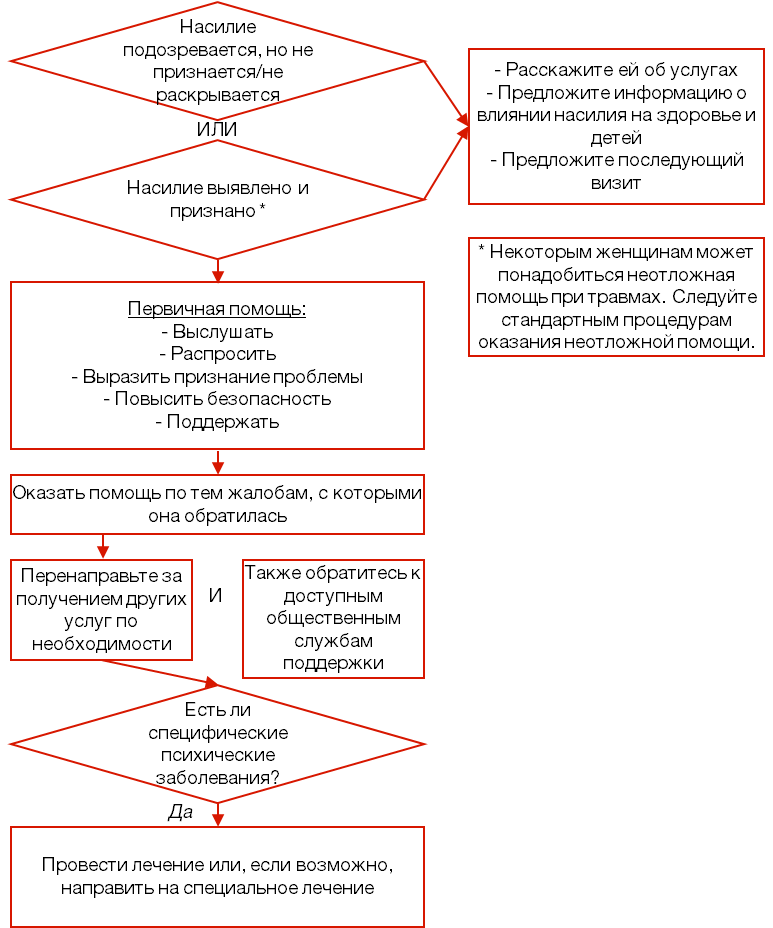 Насилие
подозревается, но не
признается/не
раскрывается
ИЛИ
Насилие выявлено и
признано *
- Расскажите ей об услугах
- Предложите информацию о
влиянии насилия на здоровье и
детей
- Предложите последующий
визит
* Некоторым женщинам может
понадобиться неотложная
помощь при травмах. Следуйте
стандартным процедурам
оказания неотложной помощи.
Первичная помощь:
- Выслушать
- Распросить
- Выразить признание проблемы
- Повысить безопасность
- Поддержать
Оказать помощь по тем жалобам, с которыми
она обратилась
Перенаправьте за
получением других
услуг по
необходимости
И
Также обратитесь к
доступным
общественным
службам
поддержки
Есть ли
специфические
психические
заболевания?
Да
Провести лечение или, если возможно,
направить на специальное лечение